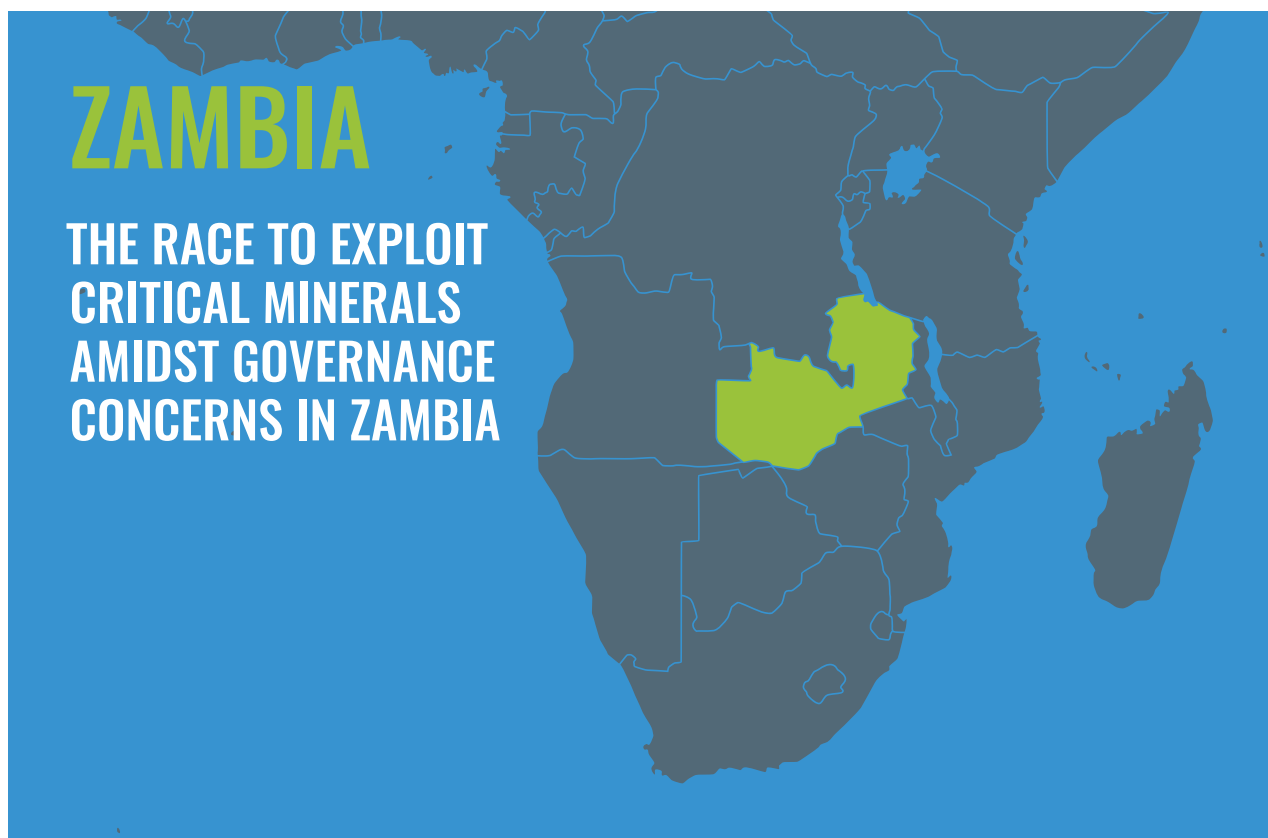 ZAMBIA
THE RACE TO EXPLOIT
CRITICAL MINERALS
AMIDST GOVERNANCE
CONCERNS IN ZAMBIA